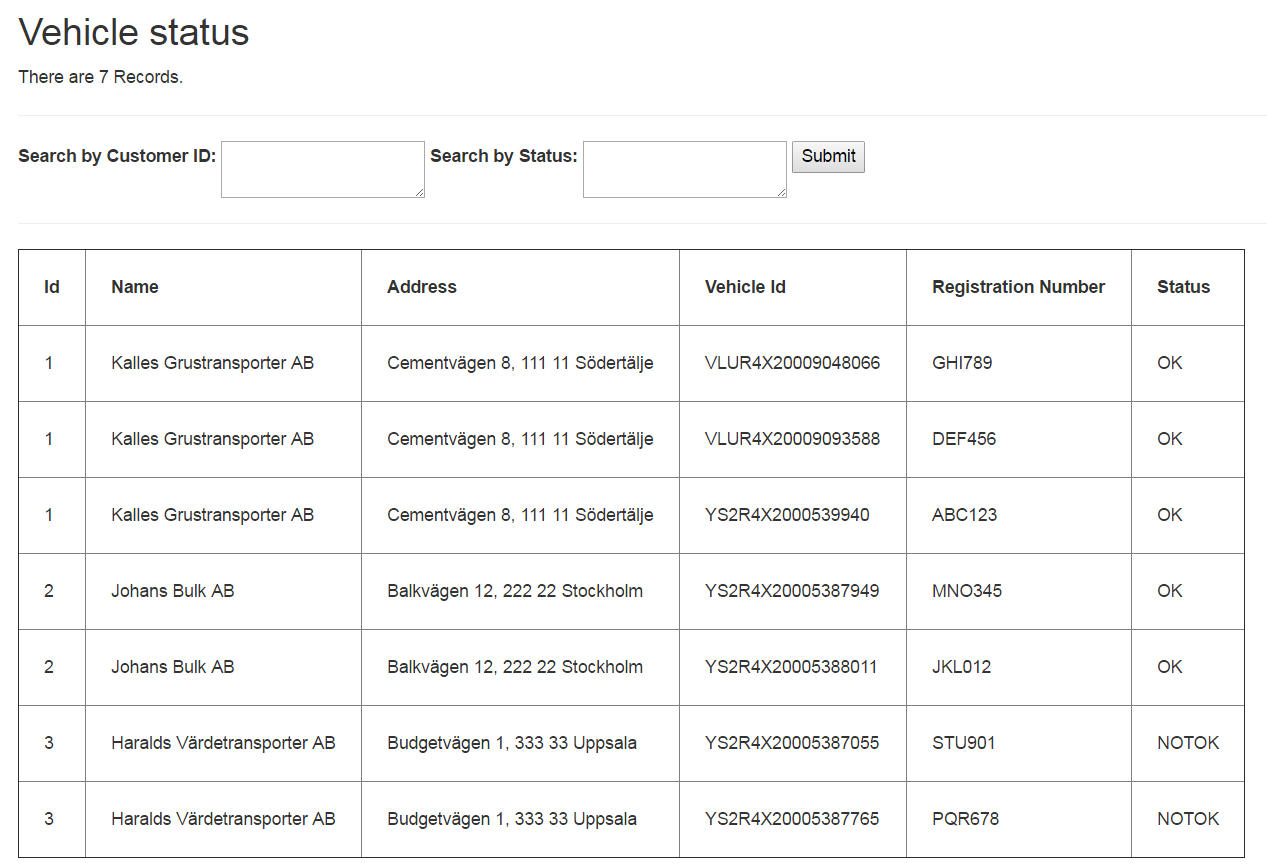 Vehicle status
There are 7 Records.
Search by Customer ID: Search by Status: Submit
Id Name Address Vehicle Id Registration Number Status
1 Kalles Grustransporter AB Cementvägen 8, 111 11 Södertälje VLUR4X20009048066 GHI789 OK
1 Kalles Grustransporter AB Cementvägen 8, 111 11 Södertälje VLUR4X20009093588 DEF456 OK
1 Kalles Grustransporter AB Cementvägen 8, 111 11 Södertälje YS2R4X2000539940 ABC123 OK
2 Johans Bulk AB Balkvägen 12, 222 22 Stockholm YS2R4X20005387949 MNO345 OK
2 Johans Bulk AB Balkvägen 12, 222 22 Stockholm YS2R4X20005388011 JKL012 OK
3 Haralds Värdetransporter AB Budgetvägen 1, 333 33 Uppsala YS2R4X20005387055 STU901 NOTOK
3 Haralds Värdetransporter AB Budgetvägen 1, 333 33 Uppsala YS2R4X20005387765 PQR678 NOTOK